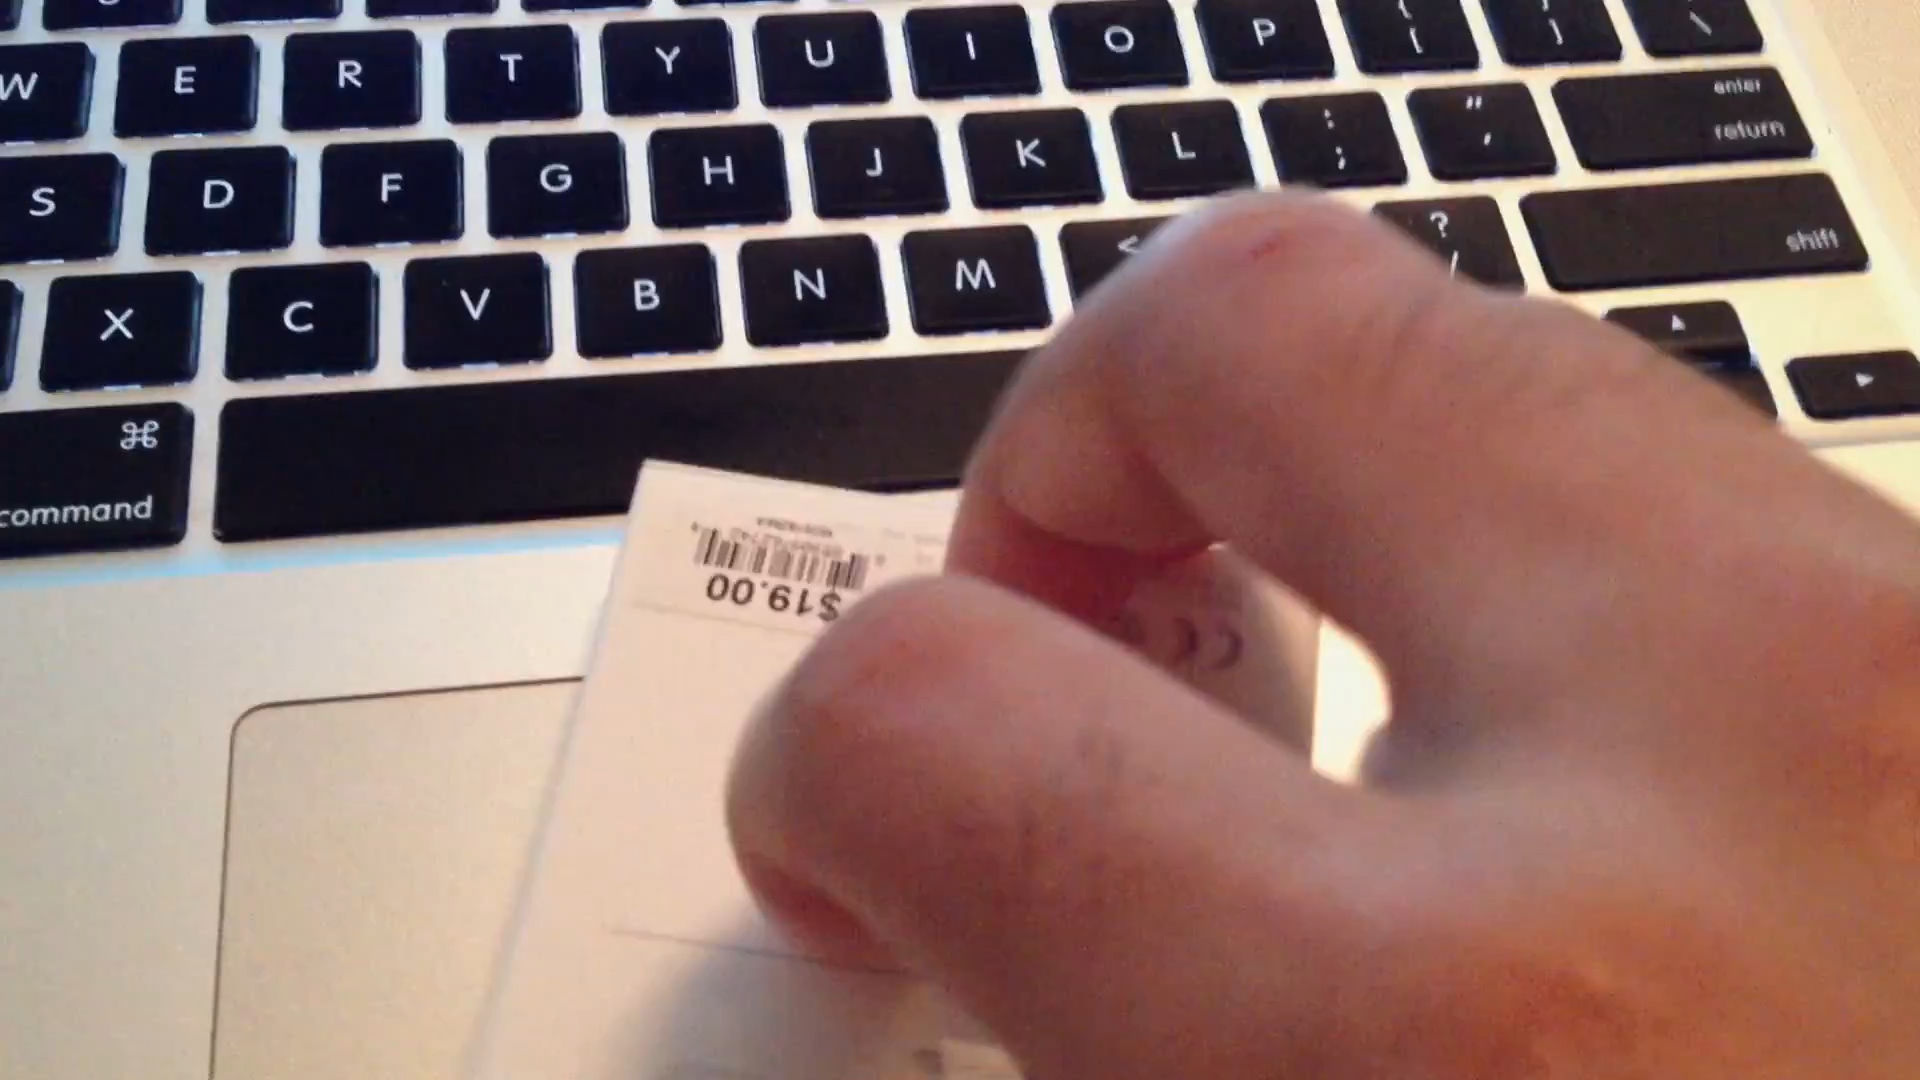 W E R T Y U I O P { [ } ] \
enter
S D F G H J K L : ; " ' return
X C V B N M < ? / shift
⌘
command
$19.00